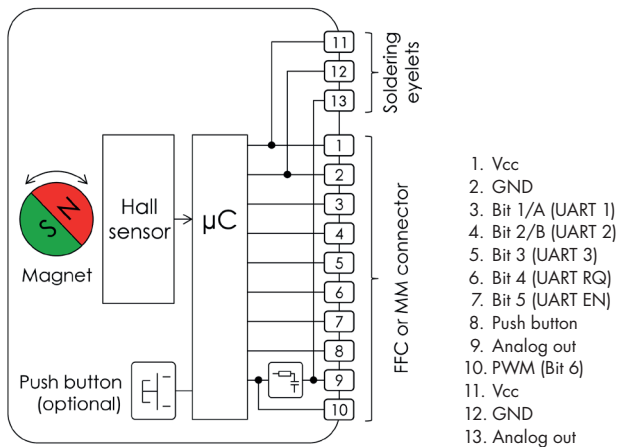 11
12
13
Soldering
eyelets
1
2
3
4
5
6
7
8
9
10
FFC or MM connector
Hall
sensor
µC
S N
Magnet
Push button
(optional)
1. Vcc
2. GND
3. Bit 1/A (UART 1)
4. Bit 2/B (UART 2)
5. Bit 3 (UART 3)
6. Bit 4 (UART RQ)
7. Bit 5 (UART EN)
8. Push button
9. Analog out
10. PWM (Bit 6)
11. Vcc
12. GND
13. Analog out